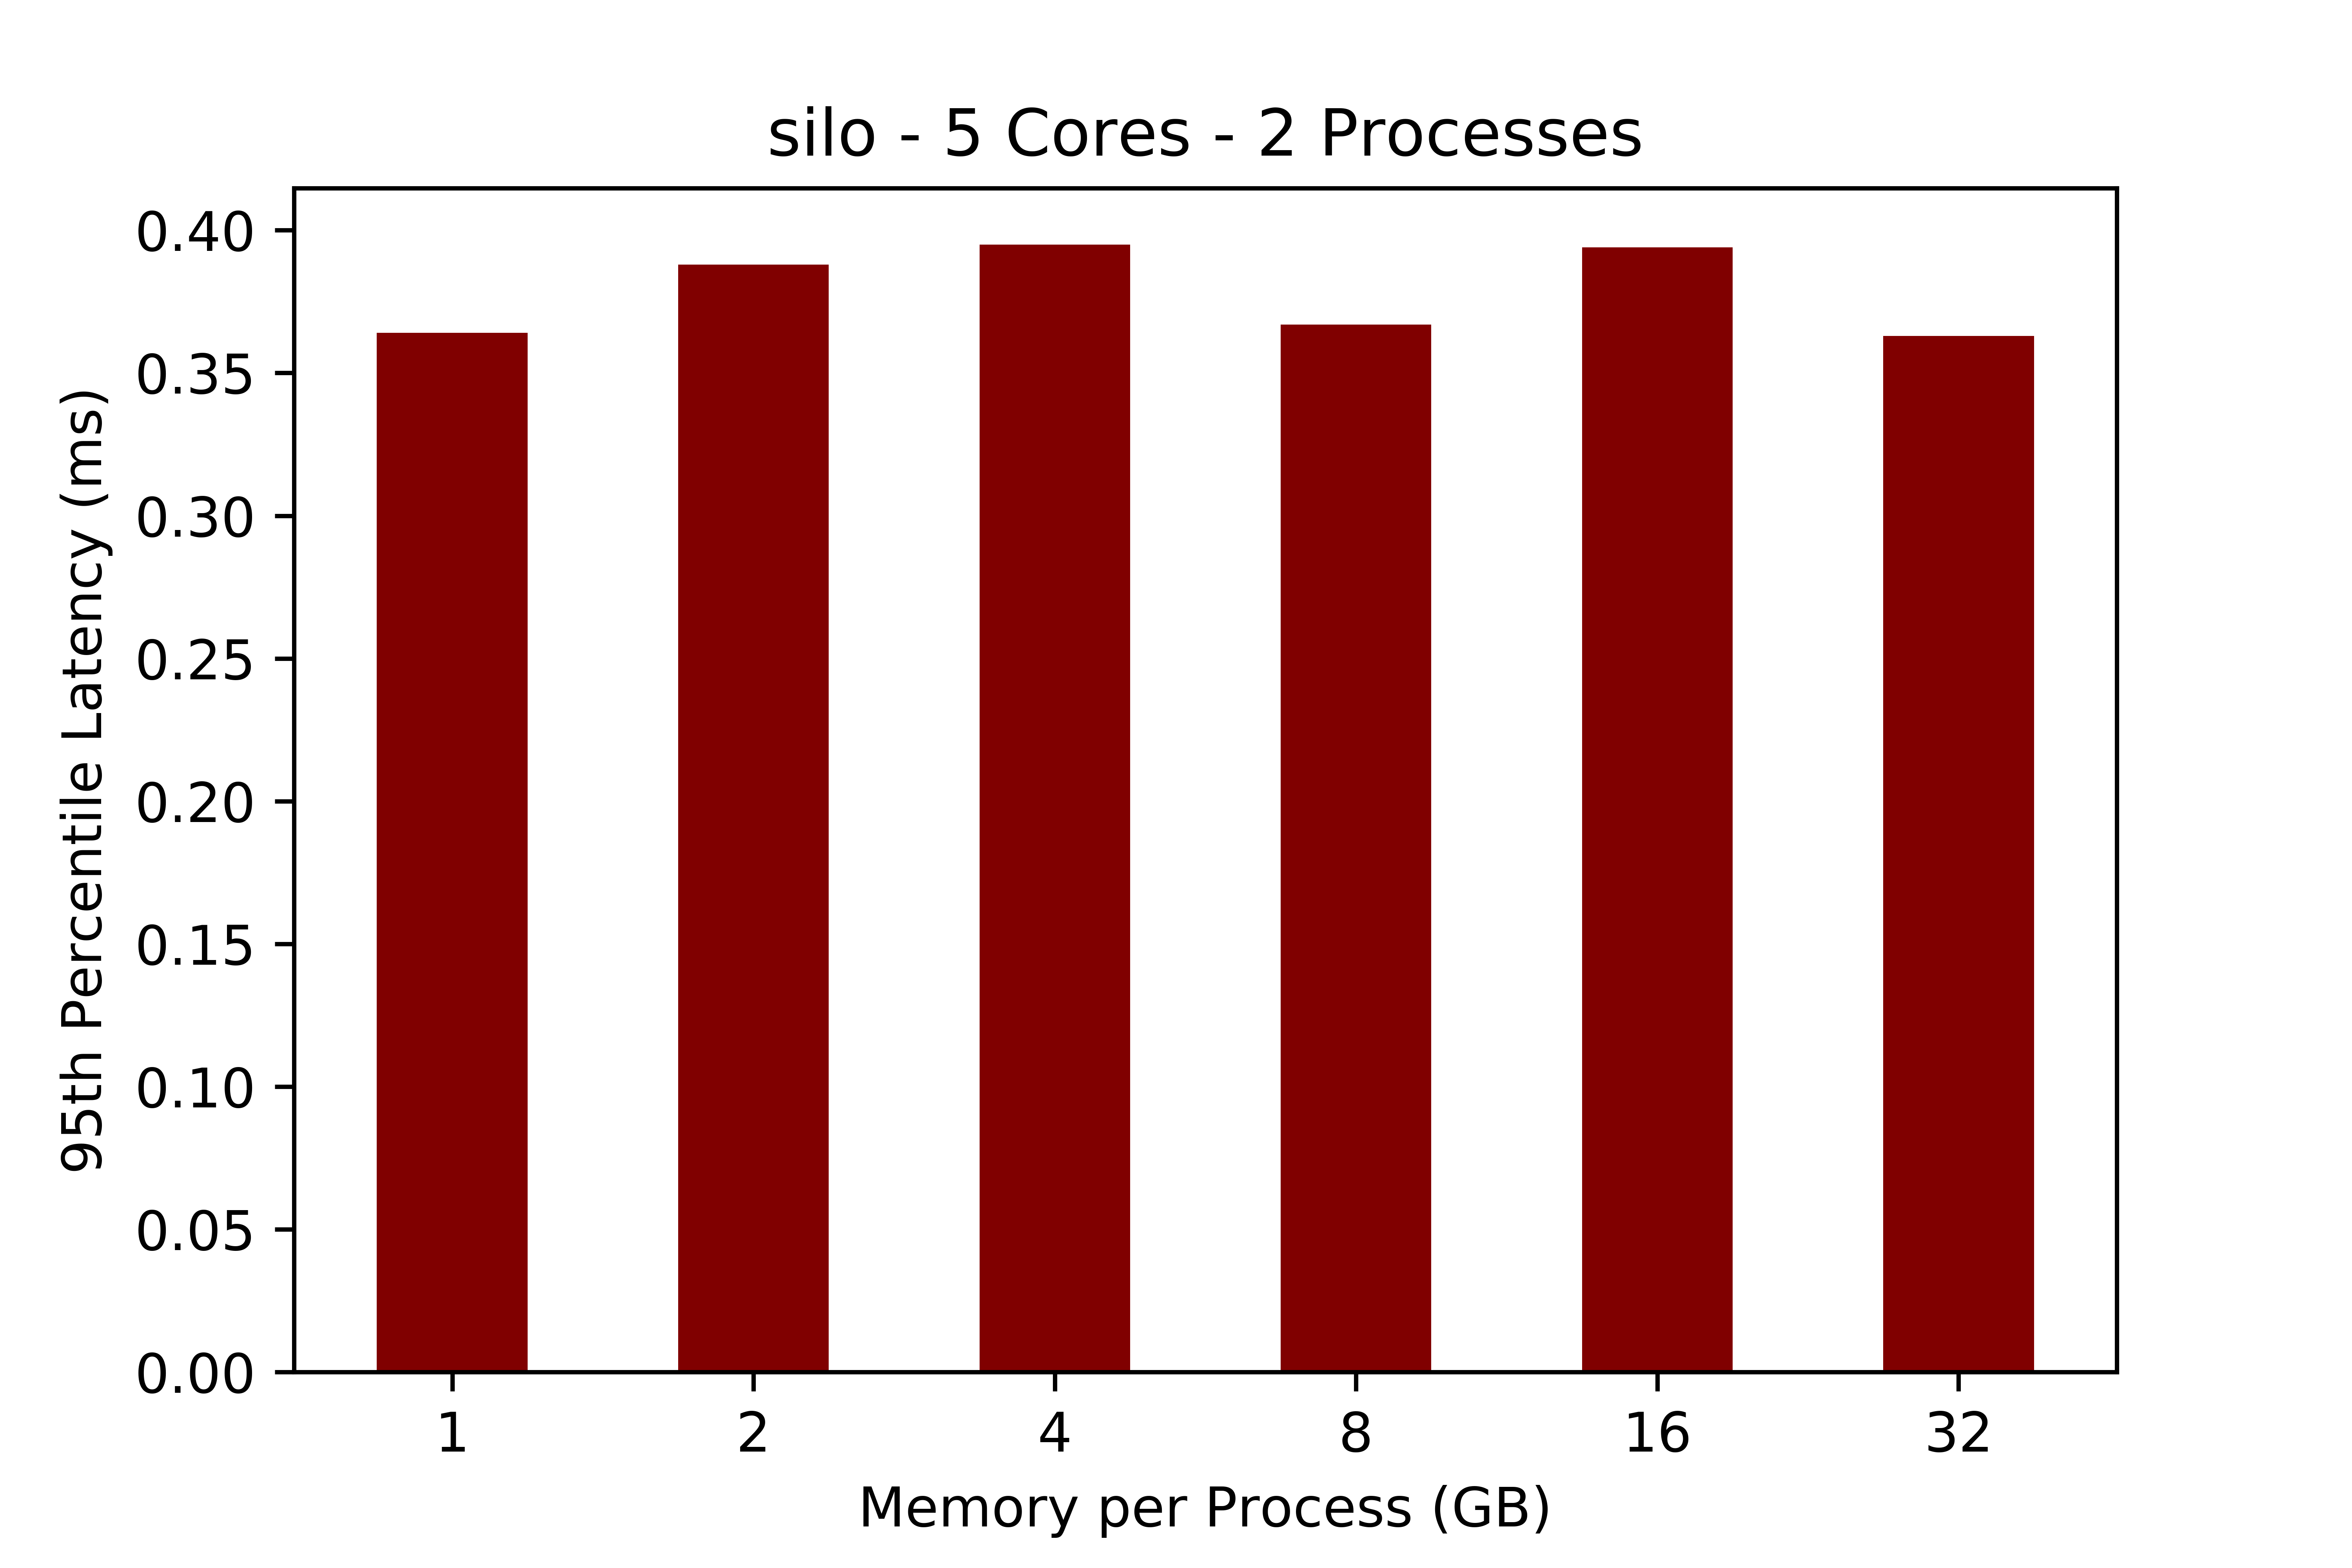 silo - 5 Cores - 2 Processes
95th Percentile Latency (ms)
0.40
0.35
0.30
0.25
0.20
0.15
0.10
0.05
0.00
1 2 4 8 16 32
Memory per Process (GB)